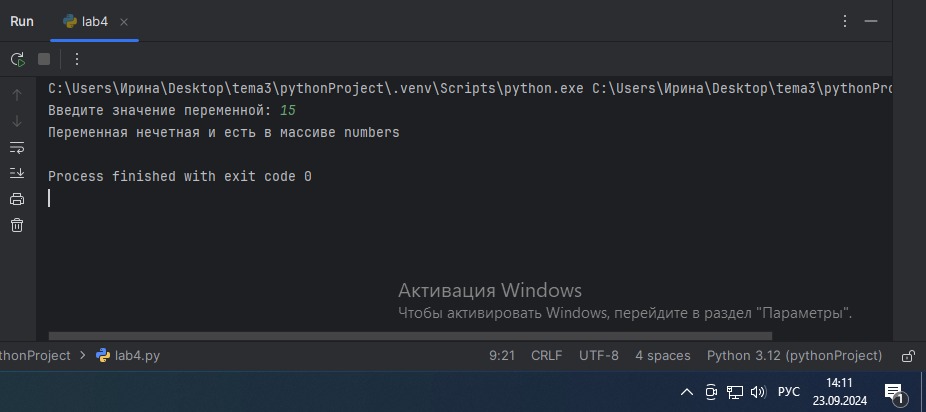 Run lab4
C:\Users\Ирина\Desktop\tema3\pythonProject\.venv\Scripts\python.exe C:\Users\Ирина\Desktop\tema3\pythonPro
Введите значение переменной: 15
Переменная нечетная и есть в массиве numbers
Process finished with exit code 0
Активация Windows
Чтобы активировать Windows, перейдите в раздел "Параметры".
thonProject > lab4.py 9:21 CRLF UTF-8 4 spaces Python 3.12 (pythonProject)
РУС 14:11
23.09.2024 1